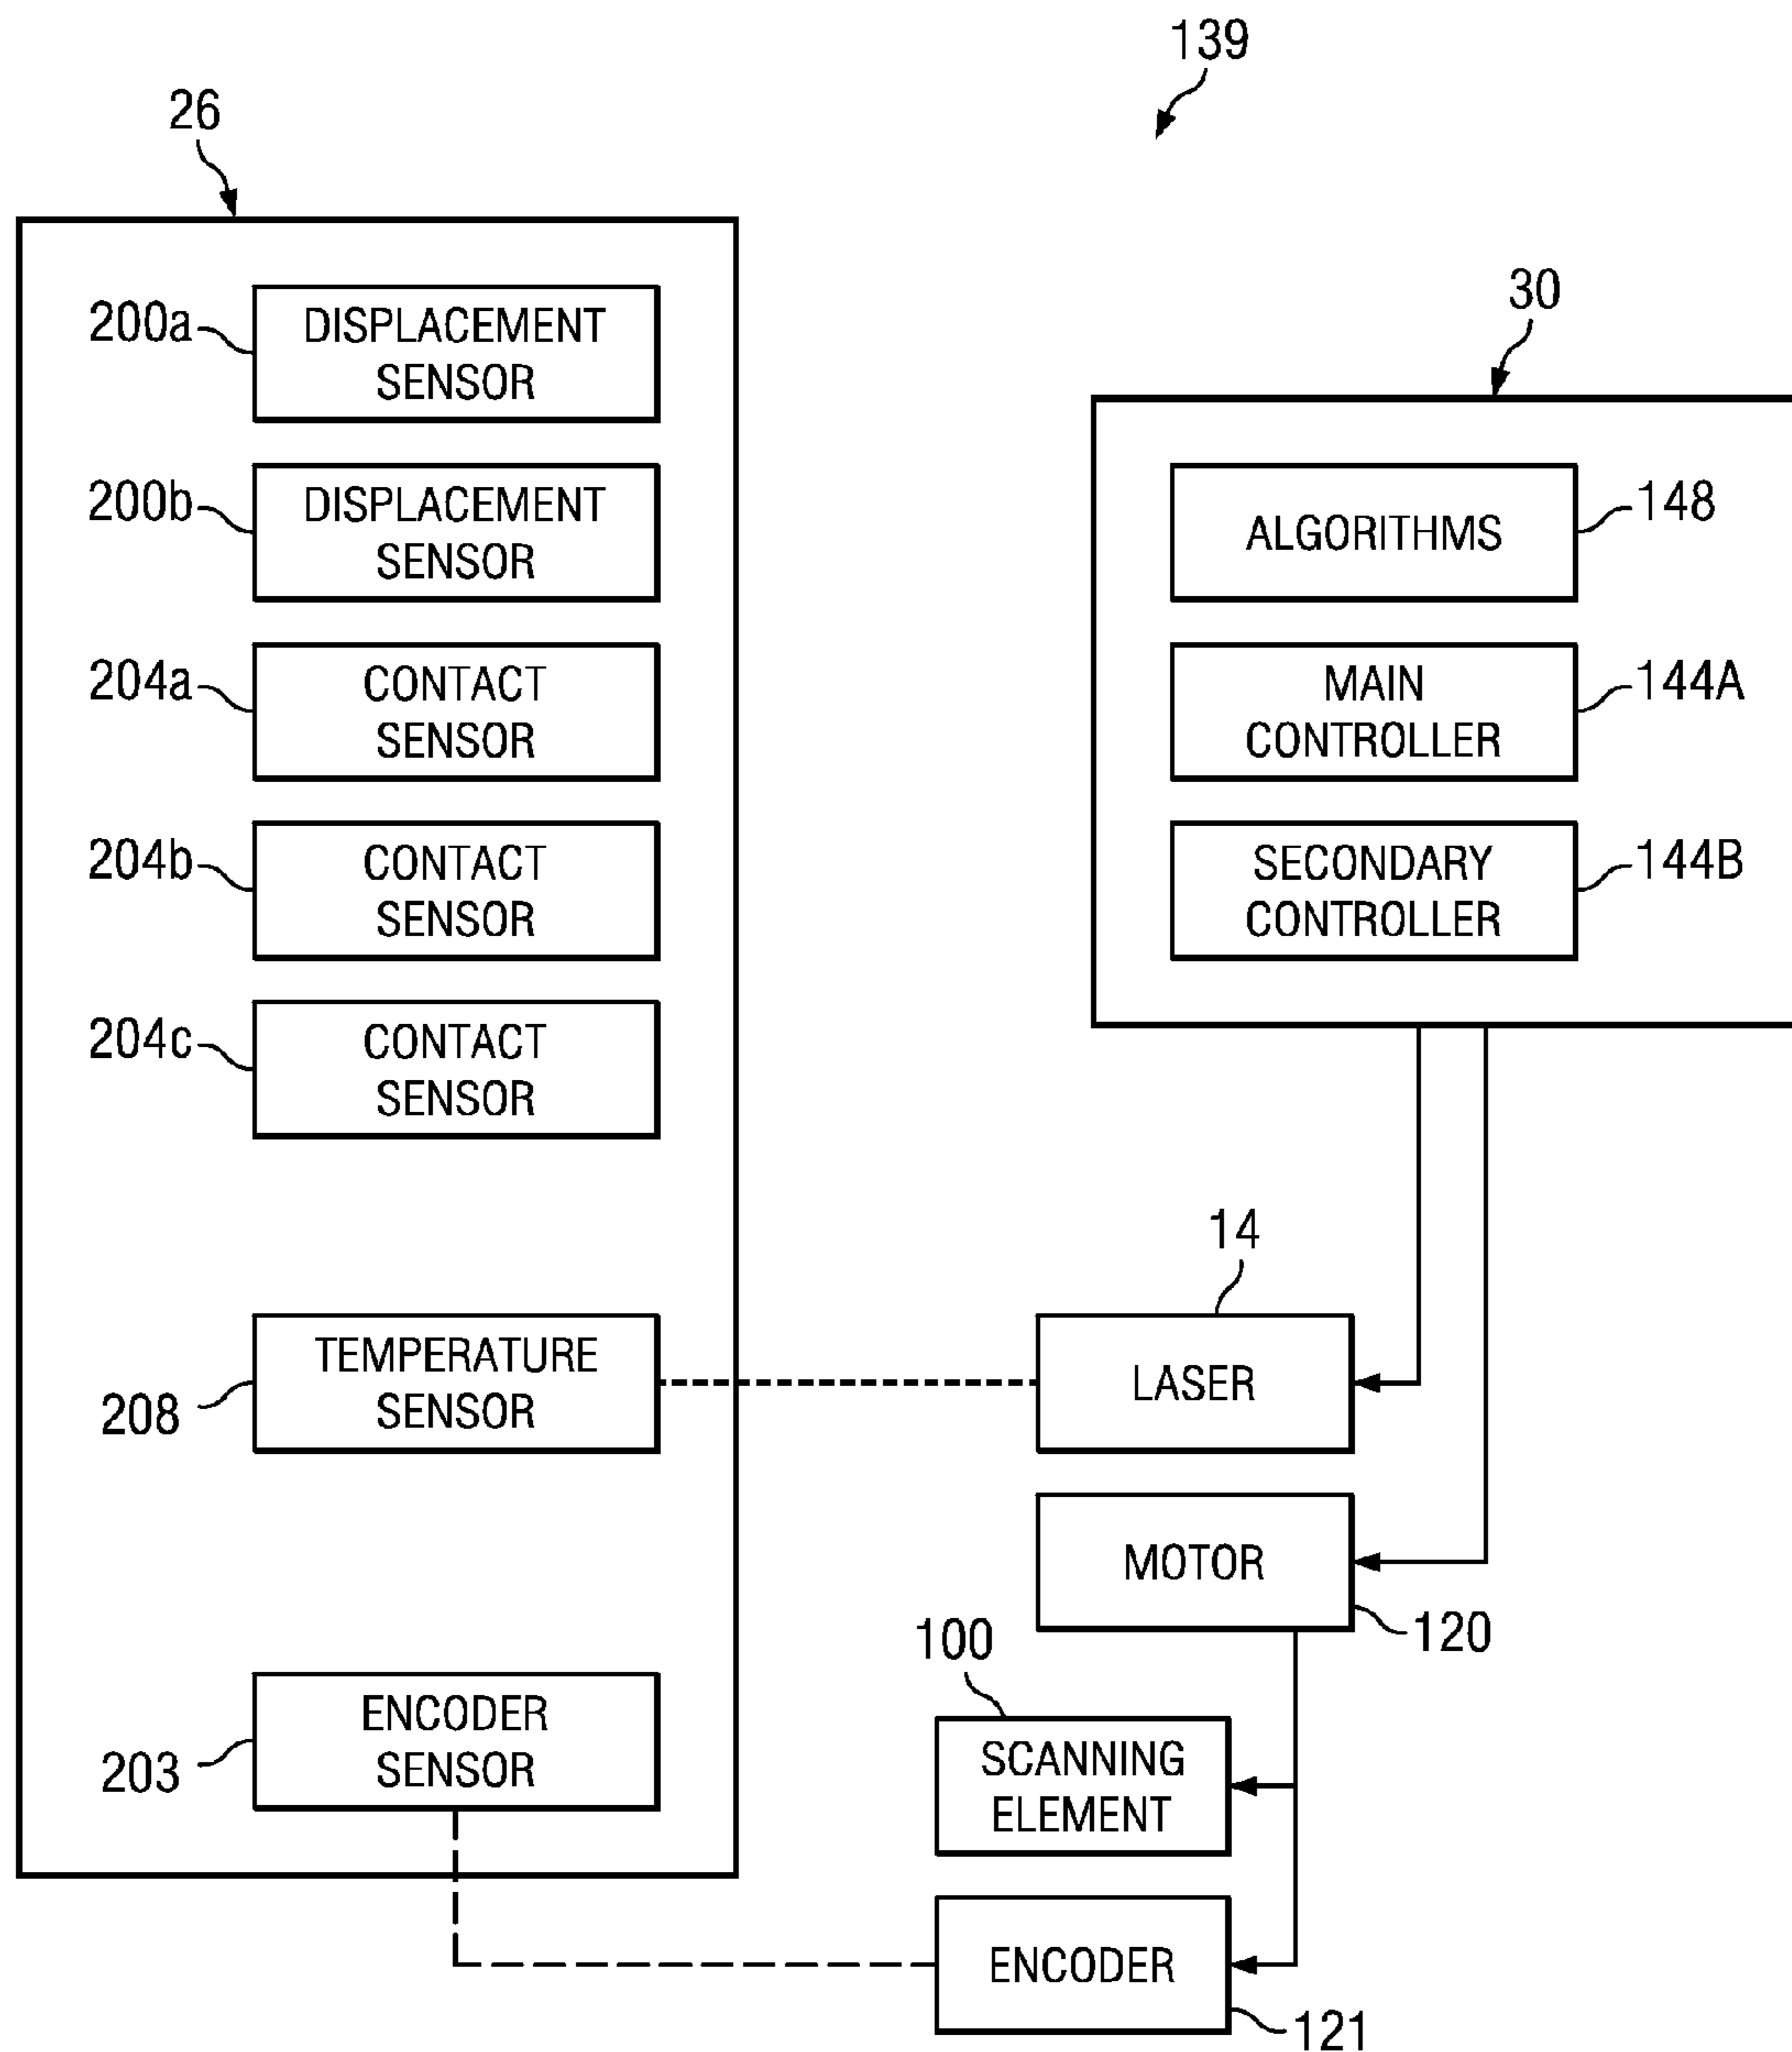 139
26
200a
DISPLACEMENT
SENSOR
200b
DISPLACEMENT
SENSOR
204a
CONTACT
SENSOR
204b
CONTACT
SENSOR
204c
CONTACT
SENSOR
208
TEMPERATURE
SENSOR
203
ENCODER
SENSOR
30
ALGORITHMS
148
MAIN
CONTROLLER
144A
SECONDARY
CONTROLLER
144B
14
LASER
MOTOR
120
100
SCANNING
ELEMENT
ENCODER
121